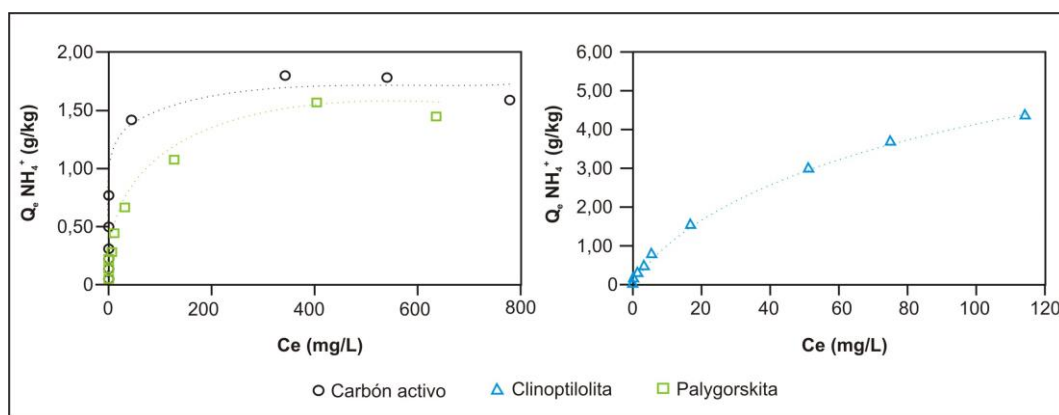 2,00
1,50
1,00
0,50
0
Qe NH₄⁺ (g/kg)
0 200 400 600 800
Ce (mg/L)
6,00
5,00
4,00
3,00
2,00
1,00
0
Qe NH₄⁺ (g/kg)
0 20 40 60 80 100 120
Ce (mg/L)
Carbón activo Clinoptilolita Palygorskita